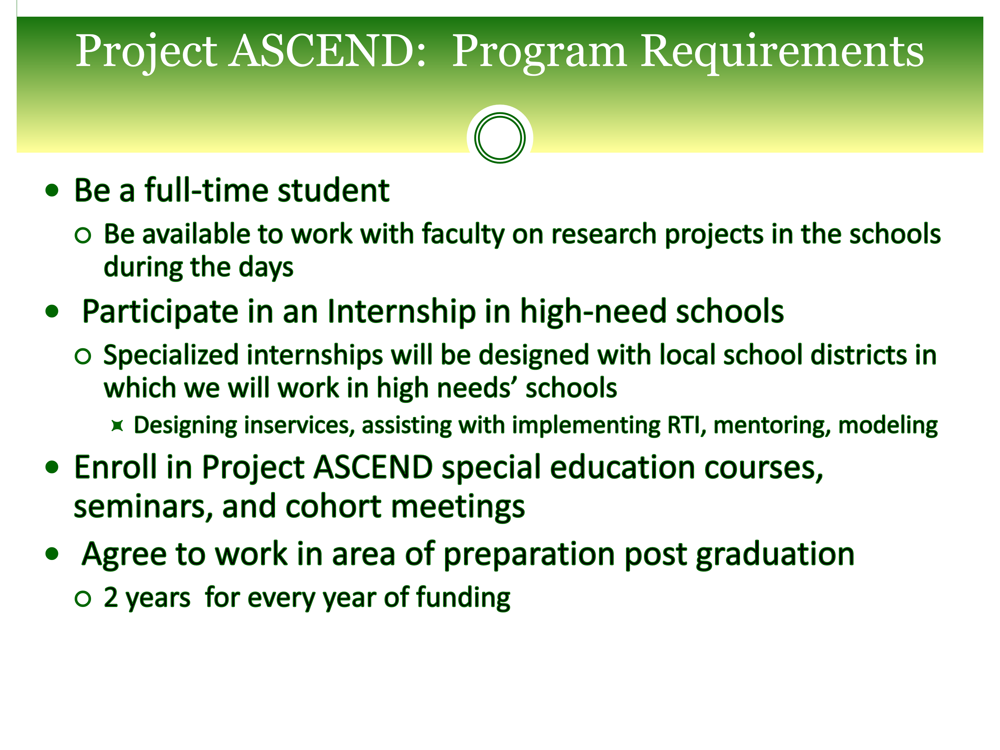 Project ASCEND:  Program Requirements
Be a full-time student
Be available to work with faculty on research projects in the schools
during the days
Participate in an Internship in high-need schools
Specialized internships will be designed with local school districts in
which we will work in high needs’ schools
Designing inservices, assisting with implementing RTI, mentoring, modeling
Enroll in Project ASCEND special education courses,
seminars, and cohort meetings
Agree to work in area of preparation post graduation
2 years  for every year of funding